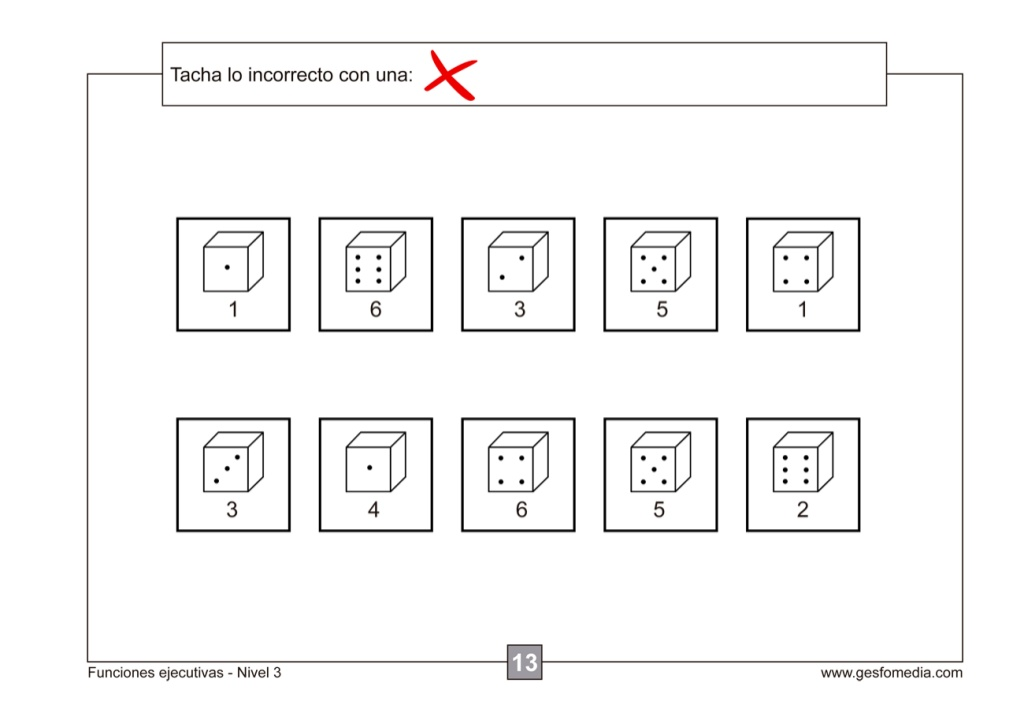 Tacha lo incorrecto con una:
1 6 3 5 1
3 4 6 5 2
13
Funciones ejecutivas - Nivel 3
www.gesfomedia.com